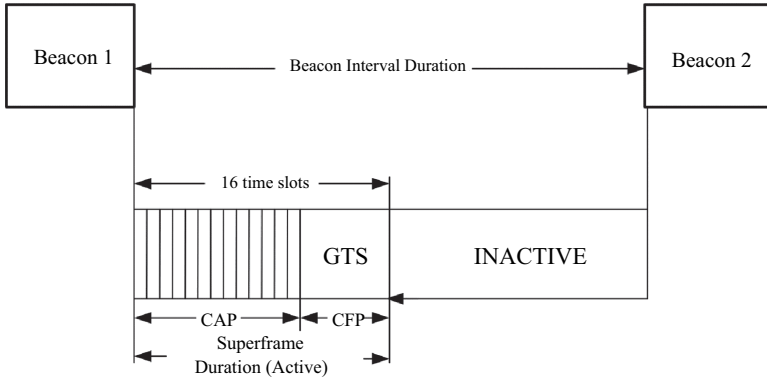 Beacon 1
Beacon Interval Duration
Beacon 2
16 time slots
GTS
INACTIVE
CAP
CFP
Superframe
Duration (Active)